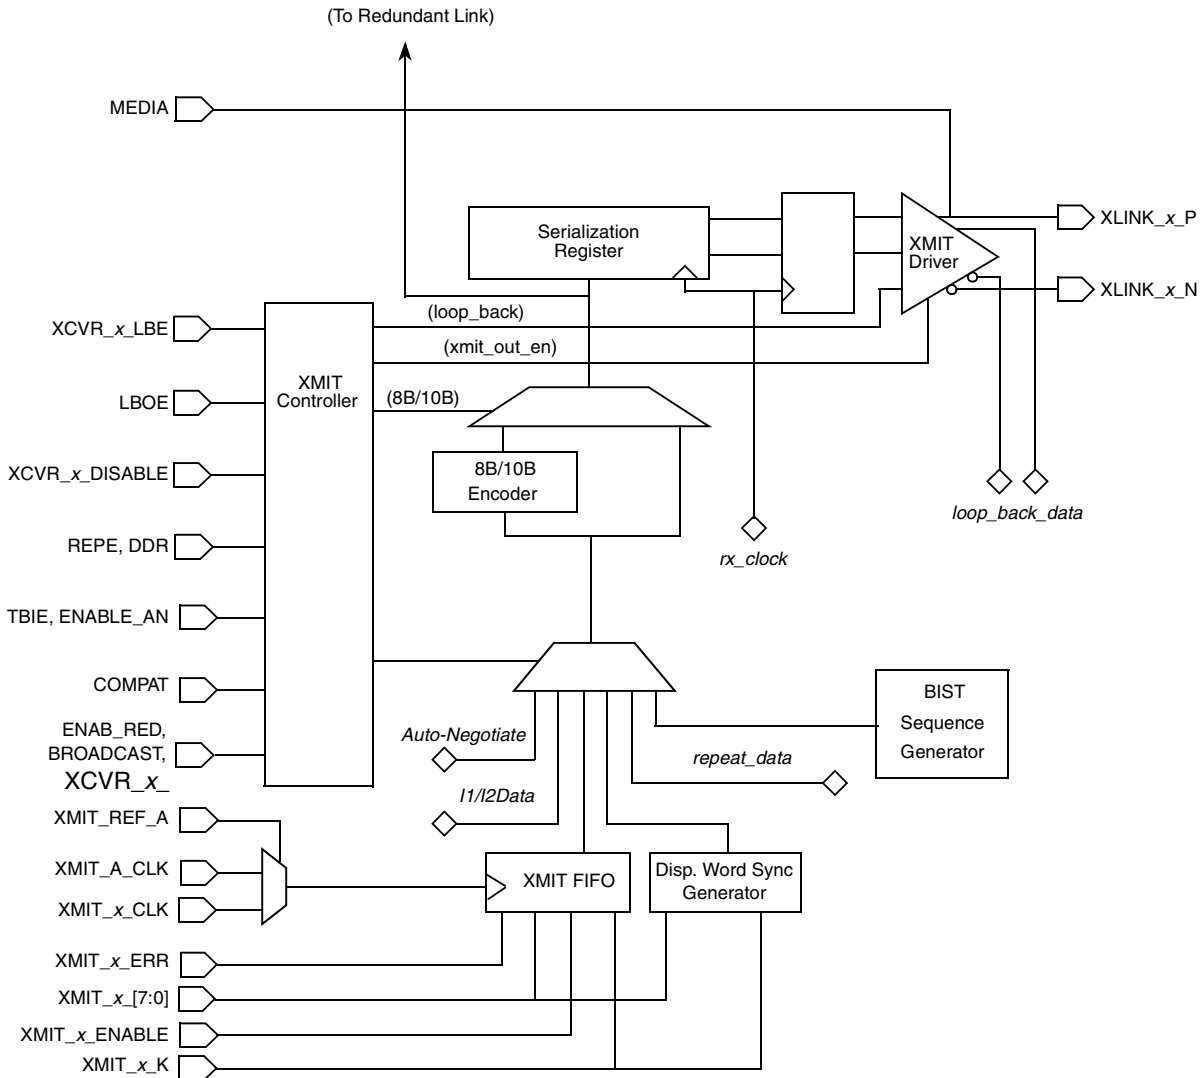 (To Redundant Link)
MEDIA
Serialization
Register
XMIT
Driver
XLINK_x_P
XLINK_x_N
(loop_back)
XCVR_x_LBE
(xmit_out_en)
XMIT
Controller
(8B/10B)
LBOE
8B/10B
Encoder
XCVR_x_DISABLE
loop_back_data
REPE, DDR
rx_clock
TBIE, ENABLE_AN
COMPAT
BIST
Sequence
Generator
ENAB_RED,
BROADCAST,
XCVR_x_
Auto-Negotiate
repeat_data
I1/I2Data
XMIT_REF_A
XMIT_A_CLK
XMIT FIFO
Disp. Word Sync
Generator
XMIT_x_CLK
XMIT_x_ERR
XMIT_x_[7:0]
XMIT_x_ENABLE
XMIT_x_K